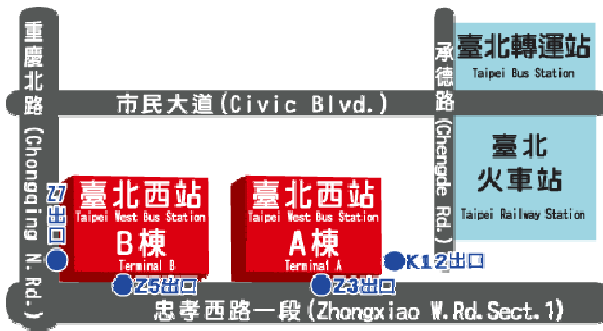 重慶北路(Chongqing N. Rd.)
承德路(Chengde Rd.)
臺北轉運站
Taipei Bus Station
市民大道(Civic Blvd.)
臺北
火車站
Taipei Railway Station
臺北西站
Taipei West Bus Station
B棟
Terminal B
臺北西站
Taipei West Bus Station
A棟
Terminal A
Z7出口
Z5出口
Z3出口
K12出口
忠孝西路一段(Zhongxiao W.Rd.Sect.1)